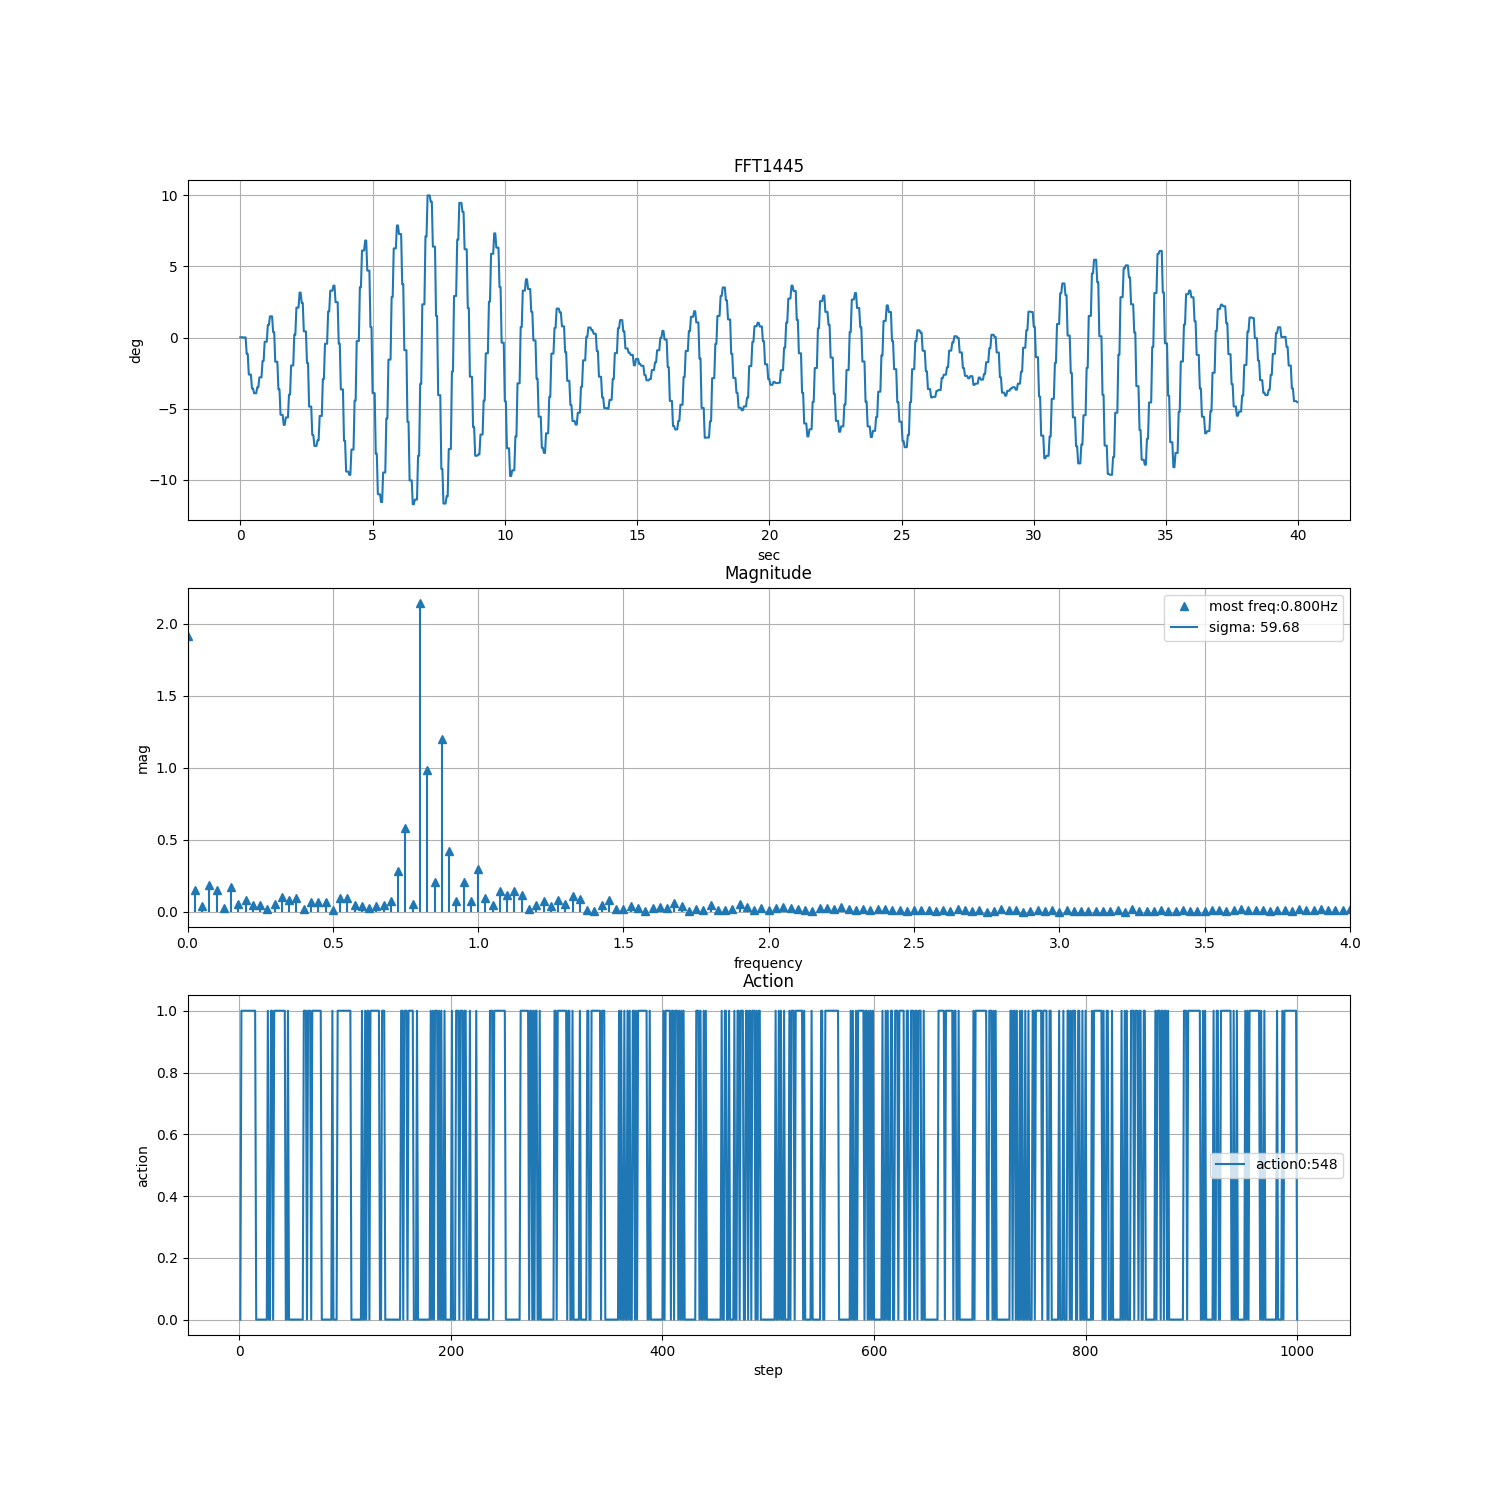 FFT1445
10
5
0
−5
−10
deg
0 5 10 15 20 25 30 35 40
sec
Magnitude
most freq:0.800Hz
sigma: 59.68
2.0
1.5
1.0
0.5
0.0
mag
0.0 0.5 1.0 1.5 2.0 2.5 3.0 3.5 4.0
frequency
Action
1.0
0.8
0.6
0.4
0.2
0.0
action
action0:548
0 200 400 600 800 1000
step